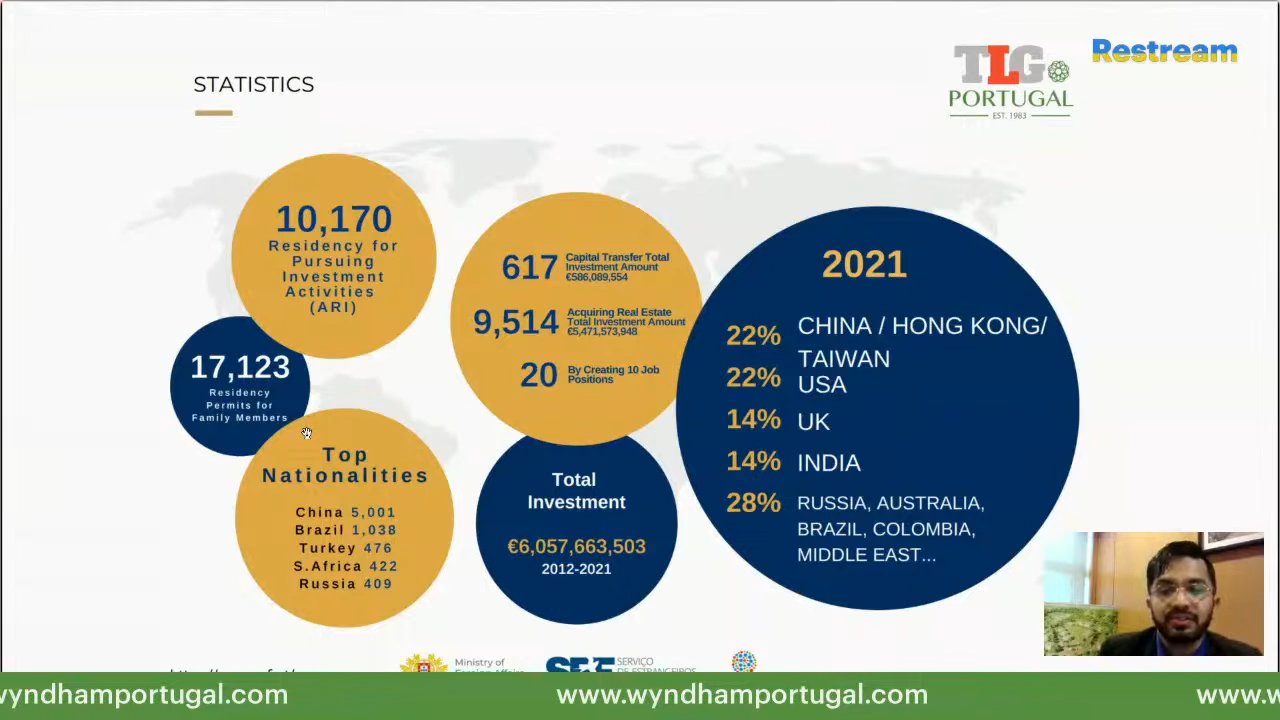 STATISTICS
TLG
PORTUGAL
EST. 1983
Restream
10,170
Residency for
Pursuing
Investment
Activities
(ARI)
17,123
Residency
Permits for
Family Members
Top
Nationalities
China 5,001
Brazil 1,038
Turkey 476
S.Africa 422
Russia 409
617 Capital Transfer Total
Investment Amount
€586,089,554
9,514 Acquiring Real Estate
Total Investment Amount
€5,471,573,948
20 By Creating 10 Job
Positions
Total
Investment
€6,057,663,503
2012-2021
2021
22% CHINA / HONG KONG/
TAIWAN
22% USA
14% UK
14% INDIA
28% RUSSIA, AUSTRALIA,
BRAZIL, COLOMBIA,
MIDDLE EAST...
Ministry of
SERVIÇO
DE ESTRANGEIROS
wyndhamportugal.com www.wyndhamportugal.com www.w